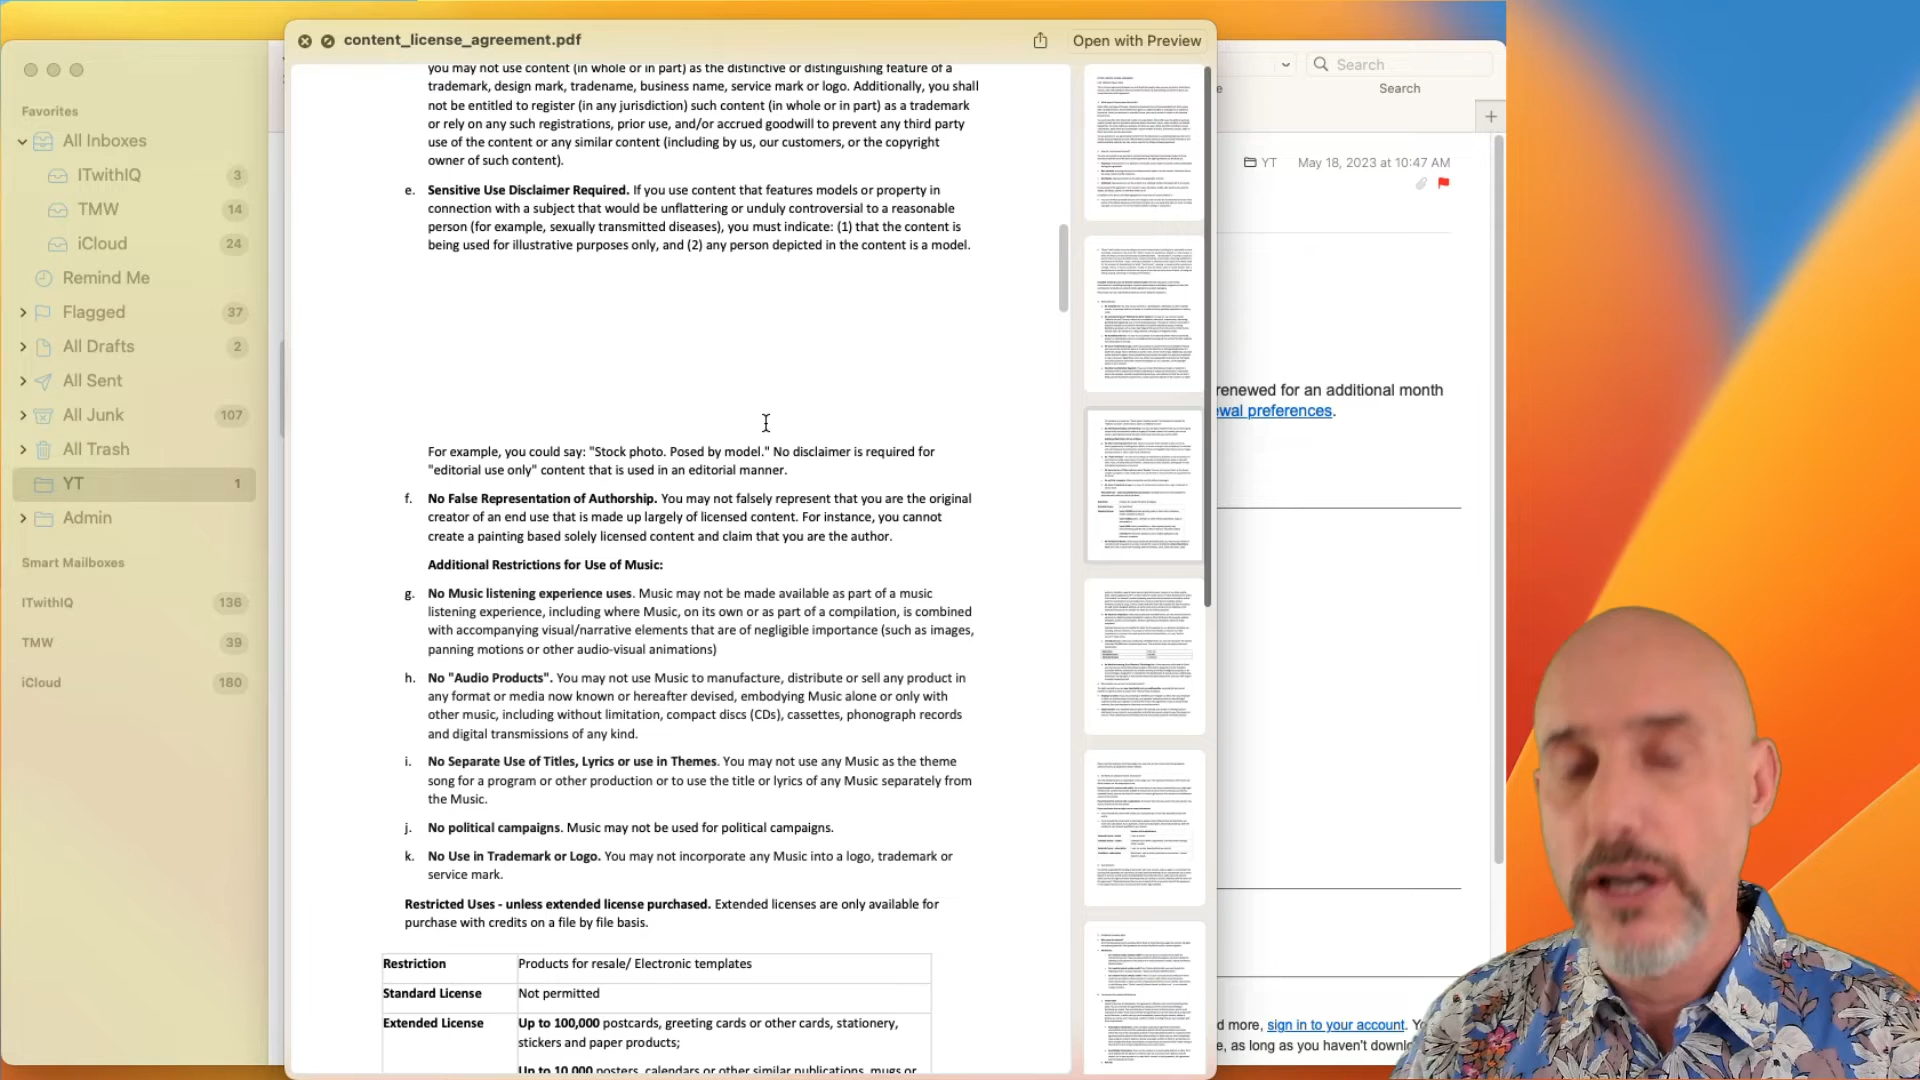 content_license_agreement.pdf
Open with Preview
Search
e
Search
Favorites
All Inboxes
ITwithIQ 3
TMW 14
iCloud 24
Remind Me
Flagged 37
All Drafts 2
All Sent
All Junk 107
All Trash
YT 1
Admin
Smart Mailboxes
ITwithIQ 136
TMW 39
iCloud 180
you may not use content (in whole or in part) as the distinctive or distinguishing feature of a
trademark, design mark, tradename, business name, service mark or logo. Additionally, you shall
not be entitled to register (in any jurisdiction) such content (in whole or in part) as a trademark
or rely on any such registrations, prior use, and/or accrued goodwill to prevent any third party
use of the content or any similar content (including by us, our customers, or the copyright
owner of such content).
e. Sensitive Use Disclaimer Required. If you use content that features models or property in
connection with a subject that would be unflattering or unduly controversial to a reasonable
person (for example, sexually transmitted diseases), you must indicate: (1) that the content is
being used for illustrative purposes only, and (2) any person depicted in the content is a model.
For example, you could say: "Stock photo. Posed by model." No disclaimer is required for
"editorial use only" content that is used in an editorial manner.
f. No False Representation of Authorship. You may not falsely represent that you are the original
creator of an end use that is made up largely of licensed content. For instance, you cannot
create a painting based solely licensed content and claim that you are the author.
Additional Restrictions for Use of Music:
g. No Music listening experience uses. Music may not be made available as part of a music
listening experience, including where Music, on its own or as part of a compilation, is combined
with accompanying visual/narrative elements that are of negligible importance (such as images,
panning motions or other audio-visual animations)
h. No "Audio Products". You may not use Music to manufacture, distribute or sell any product in
any format or media now known or hereafter devised, embodying Music alone or only with
other music, including without limitation, compact discs (CDs), cassettes, phonograph records
and digital transmissions of any kind.
i. No Separate Use of Titles, Lyrics or use in Themes. You may not use any Music as the theme
song for a program or other production or to use the title or lyrics of any Music separately from
the Music.
j. No political campaigns. Music may not be used for political campaigns.
k. No Use in Trademark or Logo. You may not incorporate any Music into a logo, trademark or
service mark.
Restricted Uses - unless extended license purchased. Extended licenses are only available for
purchase with credits on a file by file basis.
Restriction Products for resale/ Electronic templates
Standard License Not permitted
Extended License Up to 100,000 postcards, greeting cards or other cards, stationery,
stickers and paper products;
Up to 10,000 posters, calendars or other similar publications, mugs or
YT May 18, 2023 at 10:47 AM
renewed for an additional month
wal preferences.
d more, sign in to your account.
e, as long as you haven't downlo